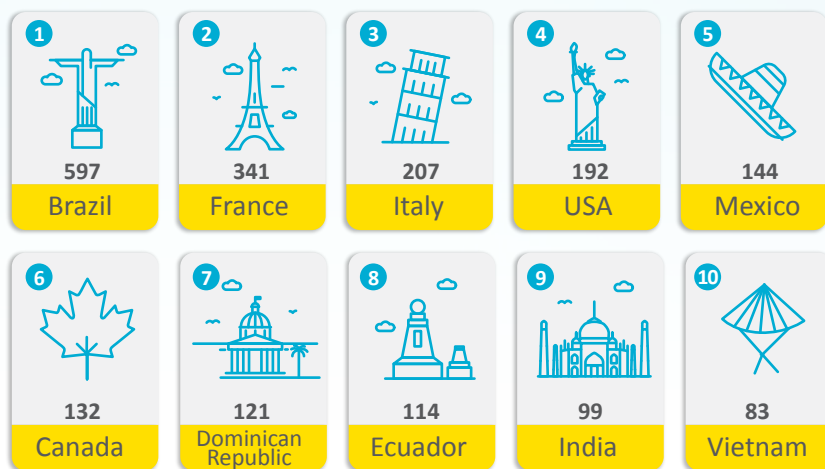 1 2 3 4 5
597 341 207 192 144
Brazil France Italy USA Mexico
6 7 8 9 10
132 121 114 99 83
Canada Dominican Republic Ecuador India Vietnam